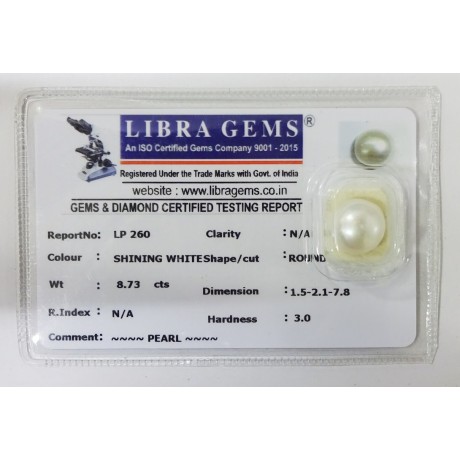 LIBRA GEMS ®
An ISO Certified Gems Company 9001 - 2015
Registered Under the Trade Marks with Govt. of India
website : www.libragems.co.in
GEMS & DIAMOND CERTIFIED TESTING REPORT
ReportNo: LP 260 Clarity : N/A
Colour : SHINING WHITE Shape/cut : ROUND
Wt : 8.73 cts Dimension : 1.5-2.1-7.8
R.Index : N/A Hardness : 3.0
Comment: ~~~~ PEARL ~~~~